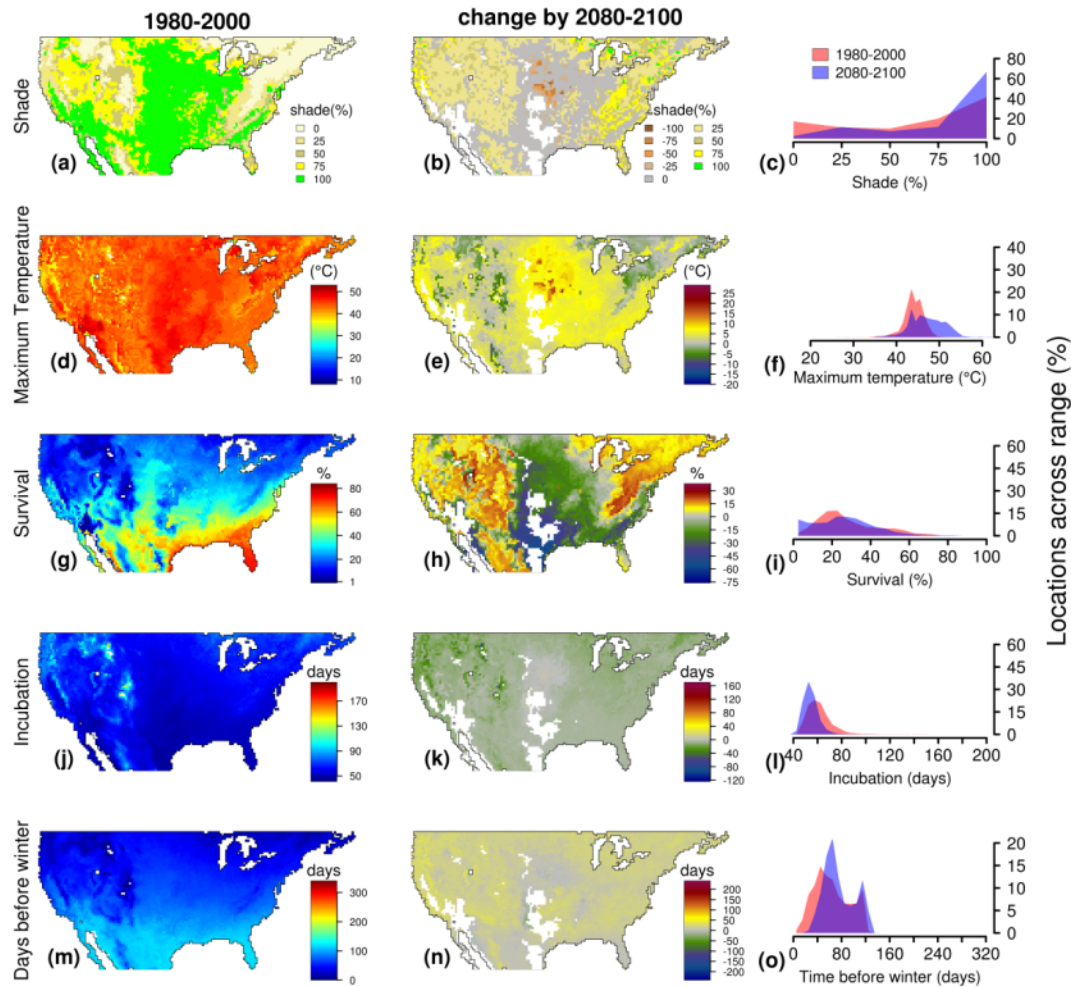 1980-2000
change by 2080-2100
Shade
(a)
shade(%)
0
25
50
75
100
(b)
shade(%)
-100
-75
-50
-25
0
25
50
75
100
1980-2000
2080-2100
(c)
80
60
40
20
0
0 25 50 75 100
Shade (%)
Maximum Temperature
(d)
(°C)
50
40
30
20
10
(e)
(°C)
25
20
15
10
5
0
-5
-10
-15
-20
(f)
40
30
20
10
0
20 30 40 50 60
Maximum temperature (°C)
Survival
(g)
%
80
60
40
20
1
(h)
%
30
15
0
-15
-30
-45
-60
-75
(i)
60
45
30
15
0
0 20 40 60 80 100
Survival (%)
Incubation
(j)
days
170
130
90
50
(k)
days
160
120
80
40
0
-40
-80
-120
(l)
60
45
30
15
0
40 80 120 160 200
Incubation (days)
Days before winter
(m)
days
300
200
100
0
(n)
days
200
150
100
50
0
-50
-100
-150
-200
(o)
20
15
10
5
0
0 80 160 240 320
Time before winter (days)
Locations across range (%)